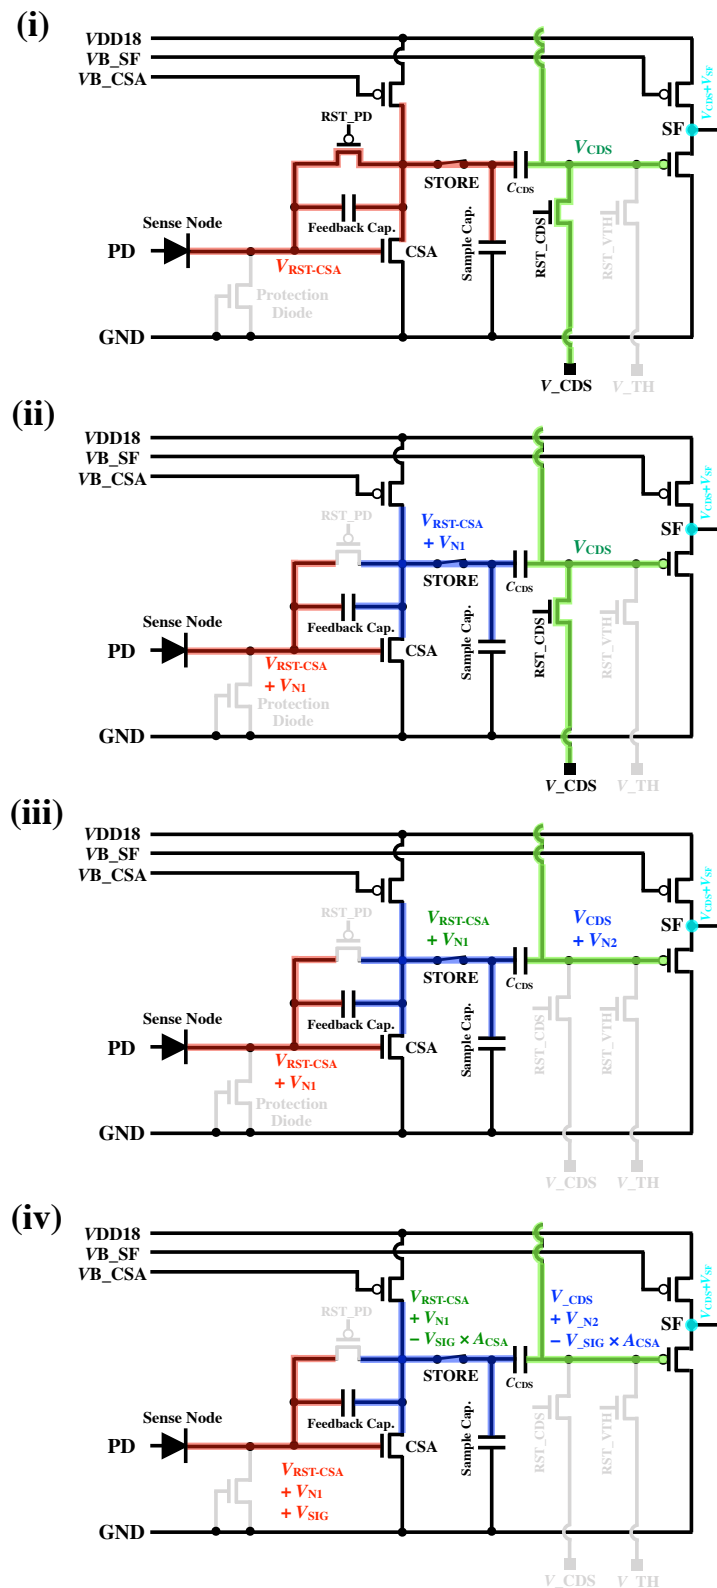 (i)
VDD18
VB_SF
VB_CSA
RST_PD
VCDS+VSF
SF
VCDS
STORE
CCDS
Sense Node
Feedback Cap.
PD
CSA
VRST-CSA
Sample Cap.
RST_CDS
RST_VTH
Protection
Diode
GND
V_CDS
V_TH
(ii)
VDD18
VB_SF
VB_CSA
RST_PD
VRST-CSA
+ VN1
VCDS+VSF
SF
VCDS
STORE
CCDS
Sense Node
Feedback Cap.
PD
CSA
VRST-CSA
+ VN1
Sample Cap.
RST_CDS
RST_VTH
Protection
Diode
GND
V_CDS
V_TH
(iii)
VDD18
VB_SF
VB_CSA
RST_PD
VRST-CSA
+ VN1
VCDS
+ VN2
VCDS+VSF
SF
STORE
CCDS
Sense Node
Feedback Cap.
PD
CSA
VRST-CSA
+ VN1
Sample Cap.
RST_CDS
RST_VTH
Protection
Diode
GND
V_CDS
V_TH
(iv)
VDD18
VB_SF
VB_CSA
RST_PD
VRST-CSA
+ VN1
− VSIG × ACSA
V_CDS
+ V_N2
− V_SIG × ACSA
VCDS+VSF
SF
STORE
CCDS
Sense Node
Feedback Cap.
PD
CSA
VRST-CSA
+ VN1
+ VSIG
Sample Cap.
RST_CDS
RST_VTH
GND
V_CDS
V_TH